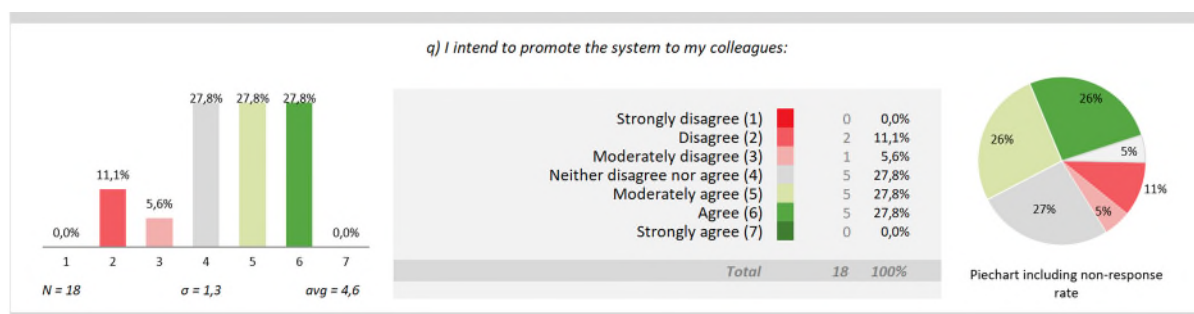 q) I intend to promote the system to my colleagues:
27,8% 27,8% 27,8%
11,1%
5,6%
0,0% 0,0%
1 2 3 4 5 6 7
N = 18 σ = 1,3 avg = 4,6
Strongly disagree (1) 0 0,0%
Disagree (2) 2 11,1%
Moderately disagree (3) 1 5,6%
Neither disagree nor agree (4) 5 27,8%
Moderately agree (5) 5 27,8%
Agree (6) 5 27,8%
Strongly agree (7) 0 0,0%
Total 18 100%
26%
26%
5%
11%
5%
27%
Piechart including non-response
rate